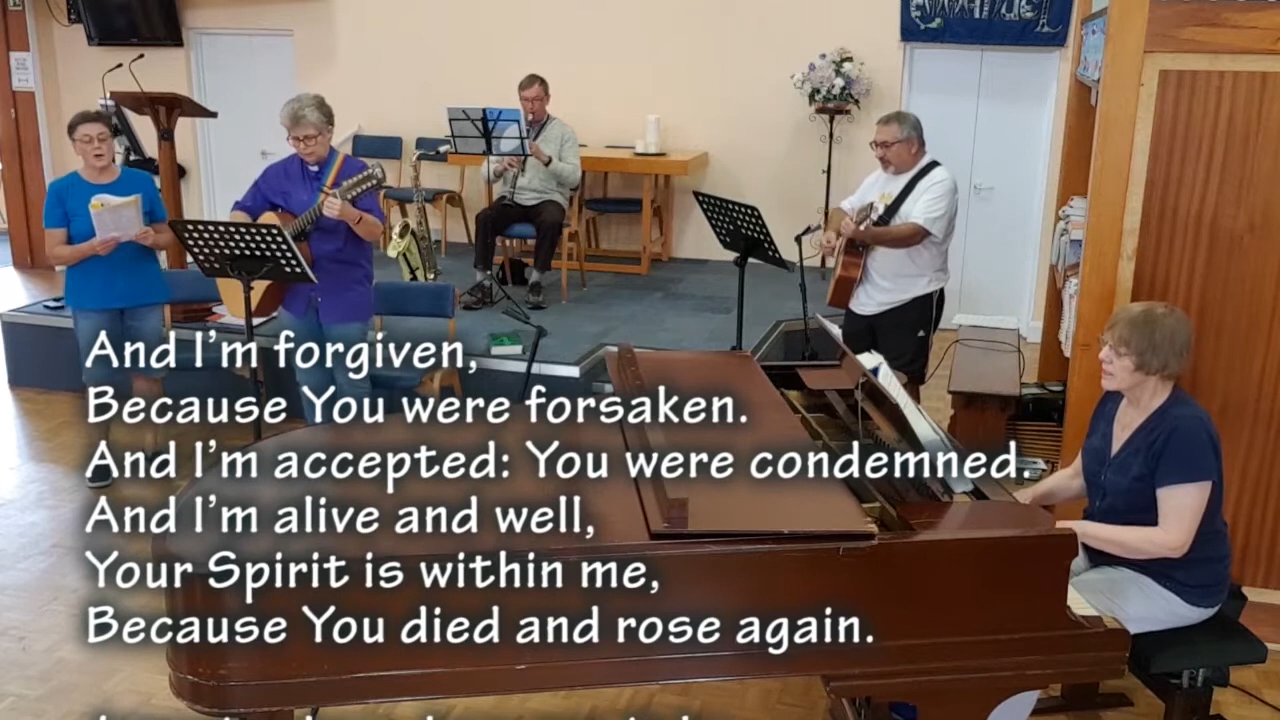 And I'm forgiven,
Because You were forsaken.
And I'm accepted: You were condemned.
And I'm alive and well,
Your Spirit is within me,
Because You died and rose again.